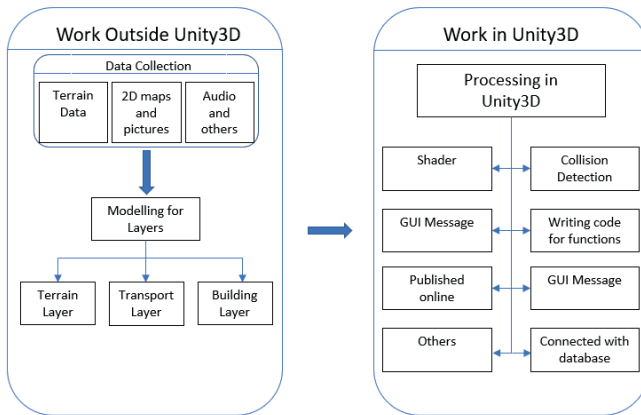 Work Outside Unity3D
Data Collection
Terrain
Data
2D maps
and
pictures
Audio
and
others
Modelling for
Layers
Terrain
Layer
Transport
Layer
Building
Layer
Work in Unity3D
Processing in
Unity3D
Shader
Collision
Detection
GUI Message
Writing code
for functions
Published
online
GUI Message
Others
Connected with
database